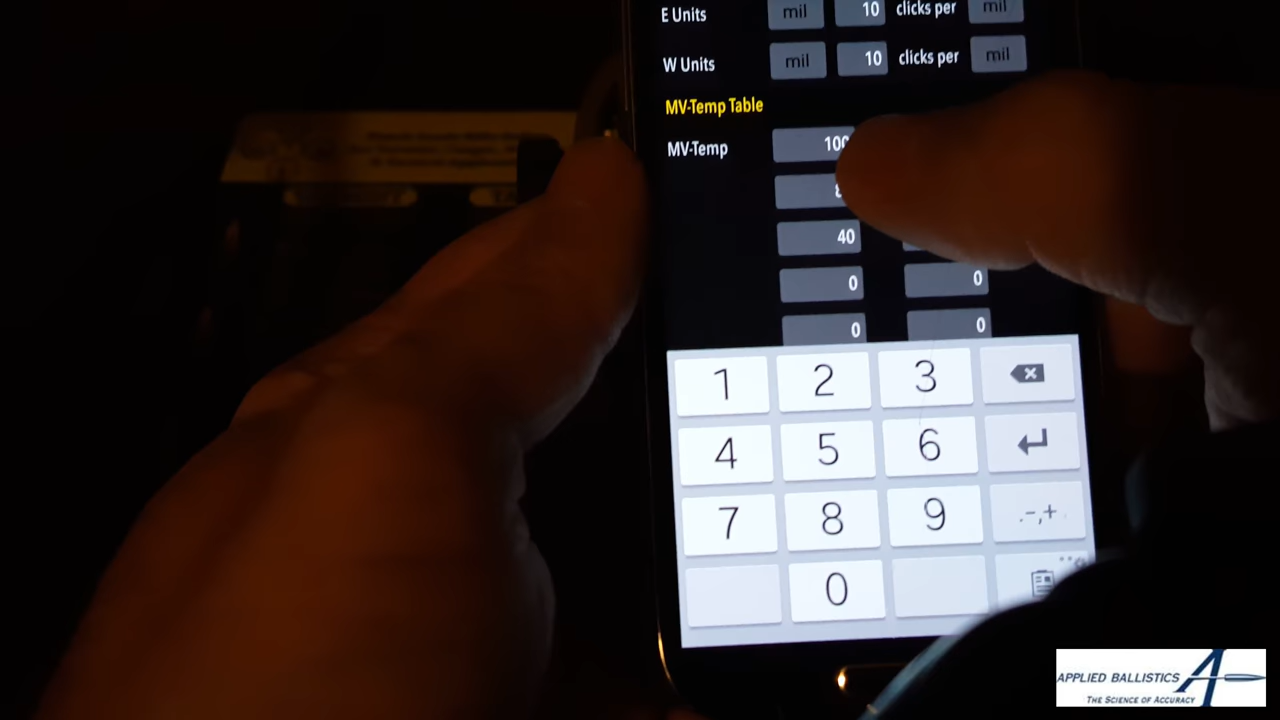 E Units mil 10 clicks per mil
W Units mil 10 clicks per mil
MV-Temp Table
MV-Temp 100
40
0 0
0 0
1 2 3
4 5 6
7 8 9 .-,+
0
APPLIED BALLISTICS
THE SCIENCE OF ACCURACY